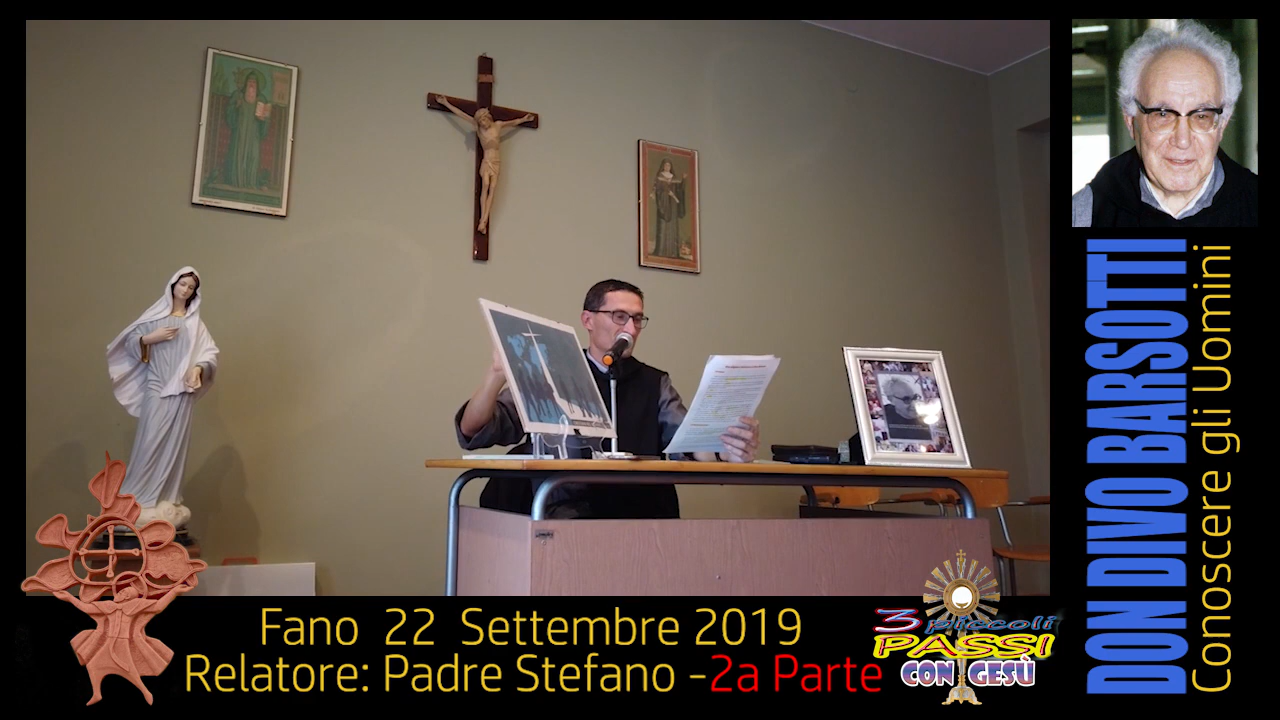 DON DIVO BARSOTTI
Conoscere gli Uomini
Fano 22 Settembre 2019
Relatore: Padre Stefano -2a Parte
3 piccoli
PASSI
CON GESÙ